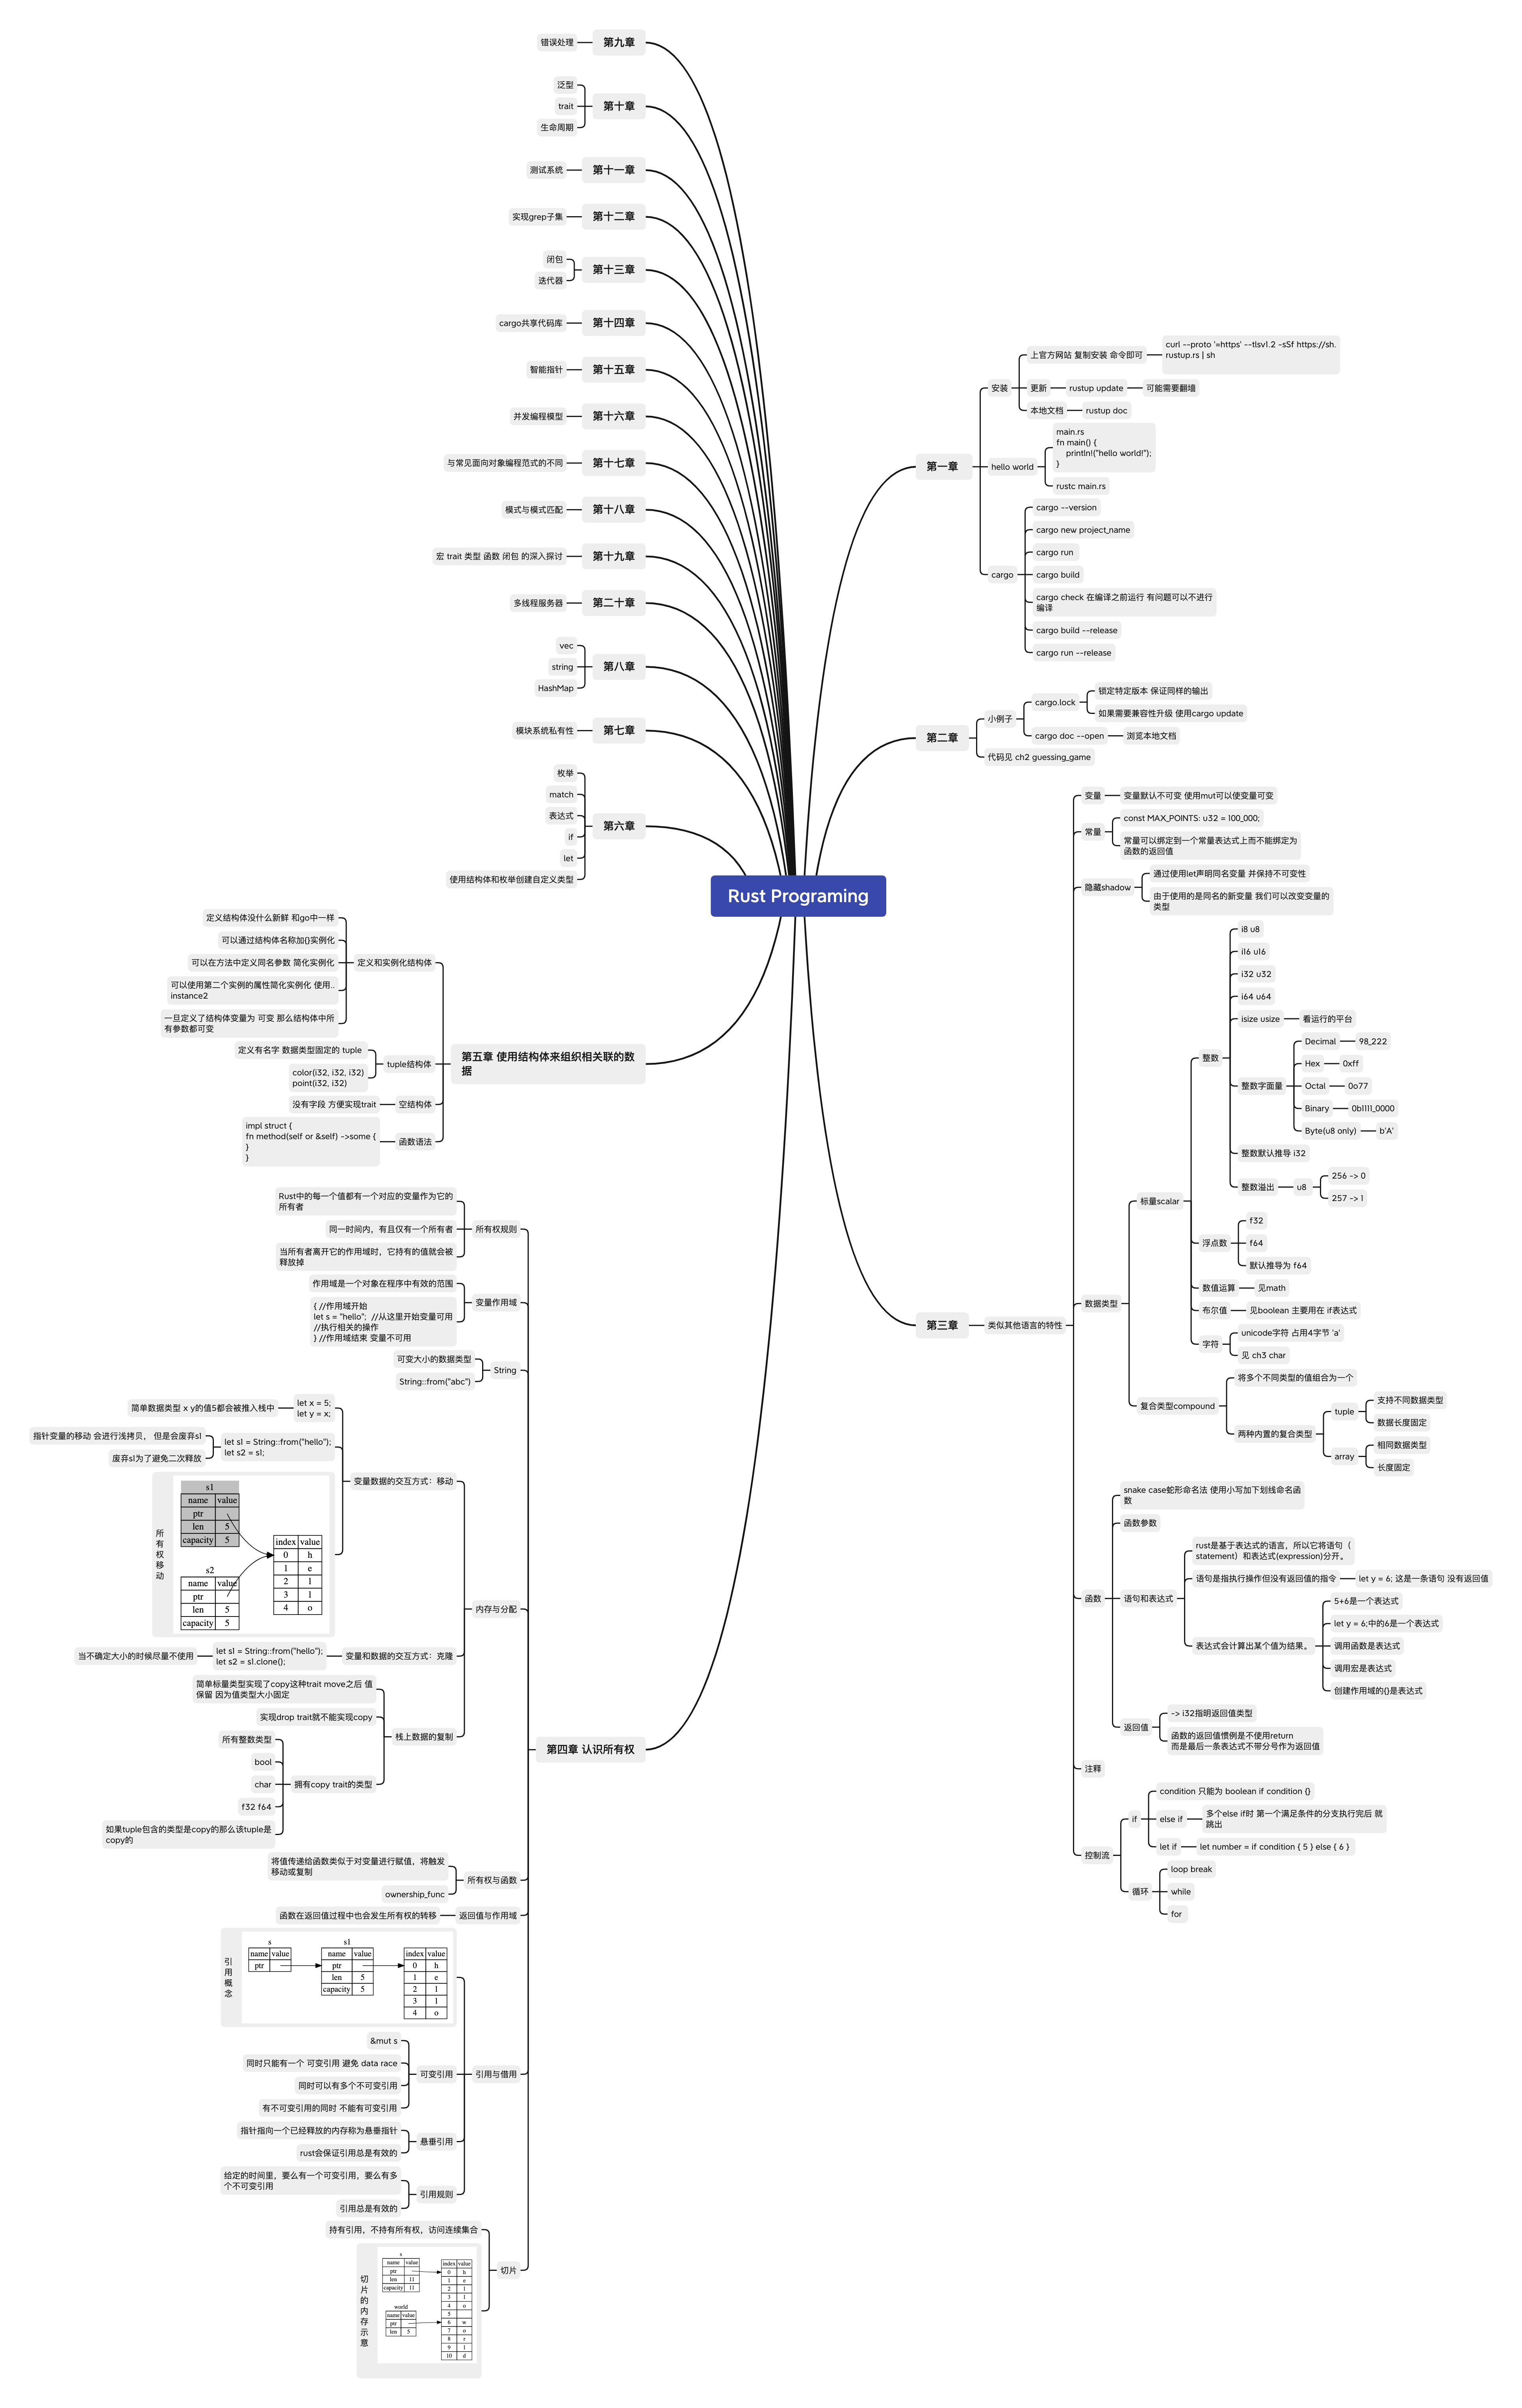 Rust Programing
第一章
安装
上官方网站 复制安装 命令即可
curl --proto '=https' --tlsv1.2 -sSf https://sh.
rustup.rs | sh
更新
rustup update
可能需要翻墙
本地文档
rustup doc
hello world
main.rs
fn main() {
println!("hello world!");
}
rustc main.rs
cargo
cargo --version
cargo new project_name
cargo run
cargo build
cargo check 在编译之前运行 有问题可以不进行
编译
cargo build --release
cargo run --release
第二章
小例子
cargo.lock
锁定特定版本 保证同样的输出
如果需要兼容性升级 使用cargo update
cargo doc --open
浏览本地文档
代码见 ch2 guessing_game
第三章
类似其他语言的特性
变量
变量默认不可变 使用mut可以使变量可变
常量
const MAX_POINTS: u32 = 100_000;
常量可以绑定到一个常量表达式上而不能绑定为
函数的返回值
隐藏shadow
通过使用let声明同名变量 并保持不可变性
由于使用的是同名的新变量 我们可以改变变量的
类型
数据类型
标量scalar
整数
i8 u8
i16 u16
i32 u32
i64 u64
isize usize
看运行的平台
整数字面量
Decimal
98_222
Hex
0xff
Octal
0o77
Binary
0b1111_0000
Byte(u8 only)
b'A'
整数默认推导 i32
整数溢出
u8
256 -> 0
257 -> 1
浮点数
f32
f64
默认推导为 f64
数值运算
见math
布尔值
见boolean 主要用在 if表达式
字符
unicode字符 占用4字节 'a'
见 ch3 char
复合类型compound
将多个不同类型的值组合为一个
两种内置的复合类型
tuple
支持不同数据类型
数据长度固定
array
相同数据类型
长度固定
函数
snake case蛇形命名法 使用小写加下划线命名函
数
函数参数
语句和表达式
rust是基于表达式的语言，所以它将语句（
statement）和表达式(expression)分开。
语句是指执行操作但没有返回值的指令
let y = 6; 这是一条语句 没有返回值
表达式会计算出某个值为结果。
5+6是一个表达式
let y = 6;中的6是一个表达式
调用函数是表达式
调用宏是表达式
创建作用域的{}是表达式
返回值
-> i32指明返回值类型
函数的返回值惯例是不使用return
而是最后一条表达式不带分号作为返回值
注释
控制流
if
condition 只能为 boolean if condition {}
else if
多个else if时 第一个满足条件的分支执行完后 就
跳出
let if
let number = if condition { 5 } else { 6 }
循环
loop break
while
for
第九章
错误处理
第十章
泛型
trait
生命周期
第十一章
测试系统
第十二章
实现grep子集
第十三章
闭包
迭代器
第十四章
cargo共享代码库
第十五章
智能指针
第十六章
并发编程模型
第十七章
与常见面向对象编程范式的不同
第十八章
模式与模式匹配
第十九章
宏 trait 类型 函数 闭包 的深入探讨
第二十章
多线程服务器
第八章
vec
string
HashMap
第七章
模块系统私有性
第六章
枚举
match
表达式
if
let
使用结构体和枚举创建自定义类型
第五章 使用结构体来组织相关联的数
据
定义和实例化结构体
定义结构体没什么新鲜 和go中一样
可以通过结构体名称加{}实例化
可以在方法中定义同名参数 简化实例化
可以使用第二个实例的属性简化实例化 使用..
instance2
一旦定义了结构体变量为 可变 那么结构体中所
有参数都可变
tuple结构体
定义有名字 数据类型固定的 tuple
color(i32, i32, i32)
point(i32, i32)
空结构体
没有字段 方便实现trait
函数语法
impl struct {
fn method(self or &self) ->some {
}
}
第四章 认识所有权
所有权规则
Rust中的每一个值都有一个对应的变量作为它的
所有者
同一时间内，有且仅有一个所有者
当所有者离开它的作用域时，它持有的值就会被
释放掉
变量作用域
作用域是一个对象在程序中有效的范围
{ //作用域开始
let s = "hello"; //从这里开始变量可用
//执行相关的操作
} //作用域结束 变量不可用
String
可变大小的数据类型
String::from("abc")
内存与分配
变量数据的交互方式：移动
let x = 5;
let y = x;
简单数据类型 x y的值5都会被推入栈中
let s1 = String::from("hello");
let s2 = s1;
指针变量的移动 会进行浅拷贝， 但是会废弃s1
废弃s1为了避免二次释放
所有权移动
s1
name value
ptr
len 5
capacity 5
s2
name value
ptr
len 5
capacity 5
index value
0 h
1 e
2 l
3 l
4 o
变量和数据的交互方式：克隆
let s1 = String::from("hello");
let s2 = s1.clone();
当不确定大小的时候尽量不使用
栈上数据的复制
简单标量类型实现了copy这种trait move之后 值
保留 因为值类型大小固定
实现drop trait就不能实现copy
拥有copy trait的类型
所有整数类型
bool
char
f32 f64
如果tuple包含的类型是copy的那么该tuple是
copy的
所有权与函数
将值传递给函数类似于对变量进行赋值，将触发
移动或复制
ownership_func
返回值与作用域
函数在返回值过程中也会发生所有权的转移
引用与借用
引用概念
s
name value
ptr
s1
name value
ptr
len 5
capacity 5
index value
0 h
1 e
2 l
3 l
4 o
可变引用
&mut s
同时只能有一个 可变引用 避免 data race
同时可以有多个不可变引用
有不可变引用的同时 不能有可变引用
悬垂引用
指针指向一个已经释放的内存称为悬垂指针
rust会保证引用总是有效的
引用规则
给定的时间里，要么有一个可变引用，要么有多
个不可变引用
引用总是有效的
切片
持有引用，不持有所有权，访问连续集合
切片的内存示意
s
name value
ptr
len 11
capacity 11
world
name value
ptr
len 5
index value
0 h
1 e
2 l
3 l
4 o
5
6 w
7 o
8 r
9 l
10 d